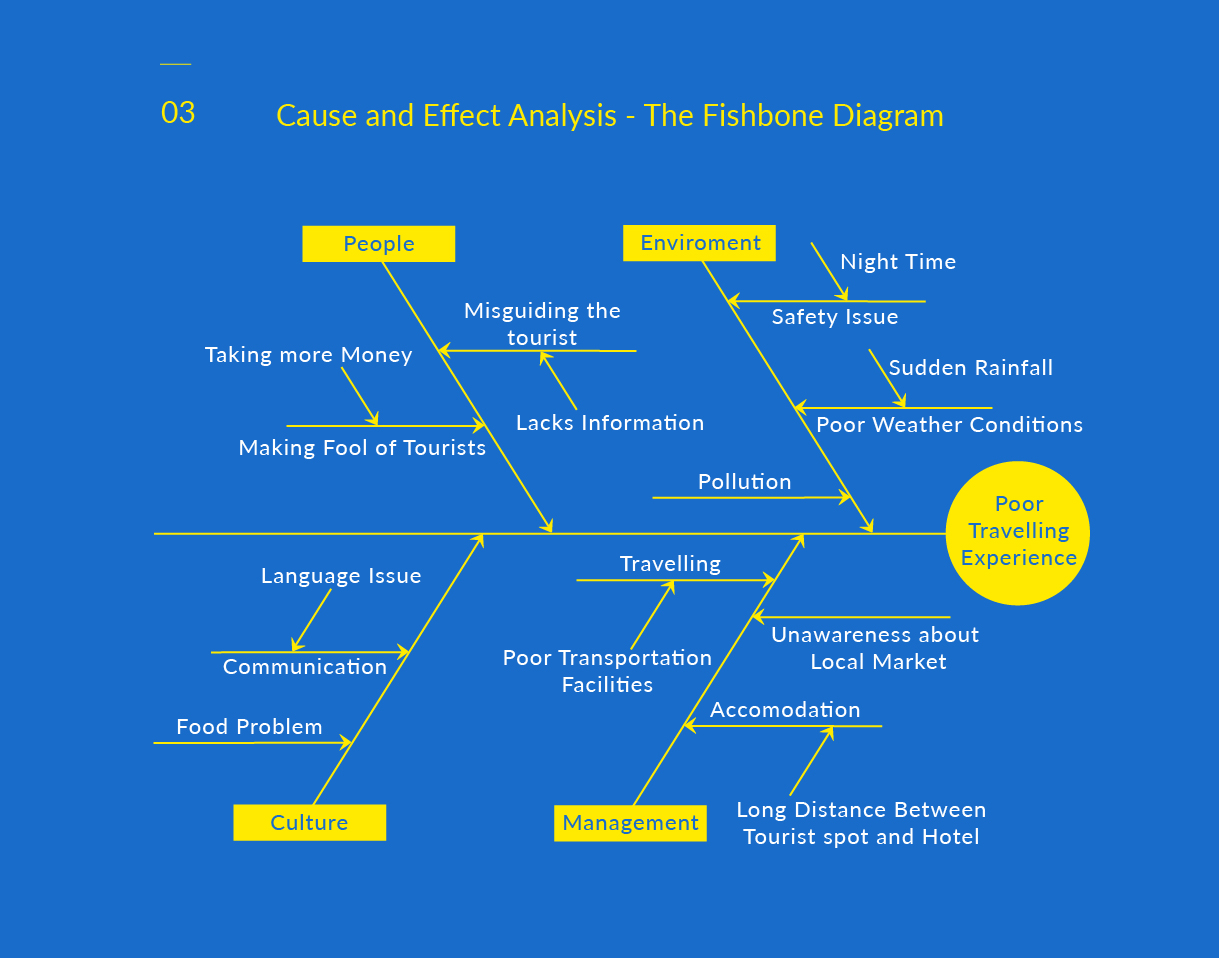 03
Cause and Effect Analysis - The Fishbone Diagram
People
Enviroment
Night Time
Misguiding the
tourist
Safety Issue
Taking more Money
Sudden Rainfall
Lacks Information
Poor Weather Conditions
Making Fool of Tourists
Pollution
Poor
Travelling
Experience
Language Issue
Travelling
Communication
Poor Transportation
Facilities
Unawareness about
Local Market
Food Problem
Accomodation
Culture
Management
Long Distance Between
Tourist spot and Hotel